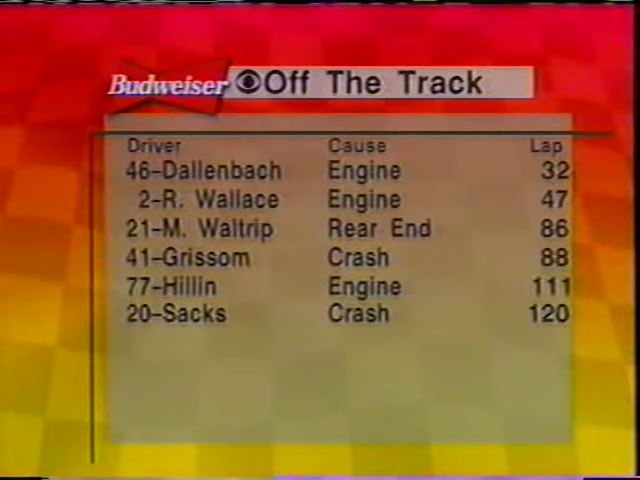 Budweiser Off The Track
Driver Cause Lap
46-Dallenbach Engine 32
2-R. Wallace Engine 47
21-M. Waltrip Rear End 86
41-Grissom Crash 88
77-Hillin Engine 111
20-Sacks Crash 120